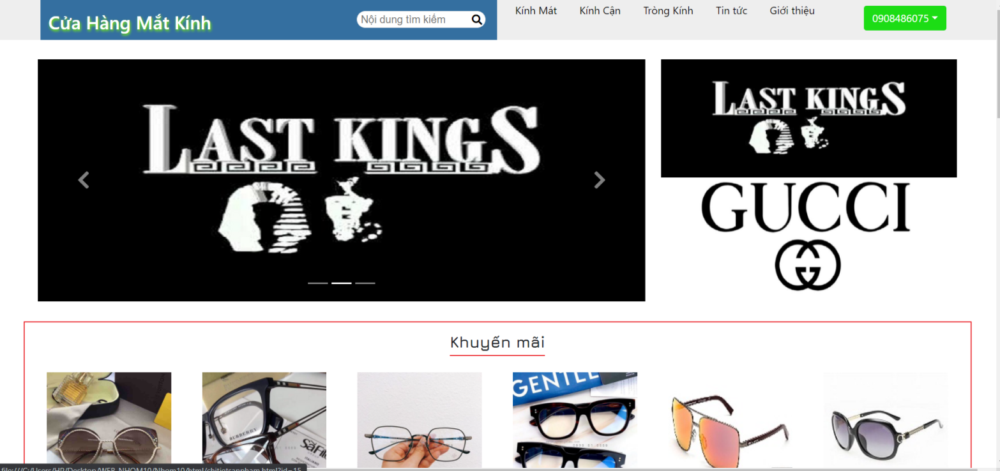 Cửa Hàng Mắt Kính
Nội dung tìm kiếm
Kính Mát
Kính Cận
Tròng Kính
Tin tức
Giới thiệu
0908486075
LAST KINGS
LAST KINGS
GUCCI
Khuyến mãi
BURBERRY
SAFILO
ITALIANO
GENTLE
file:///C:/Users/HP/Desktop/WEB_NHOM10/Nhom10/html/chitietsanpham.html?id=15